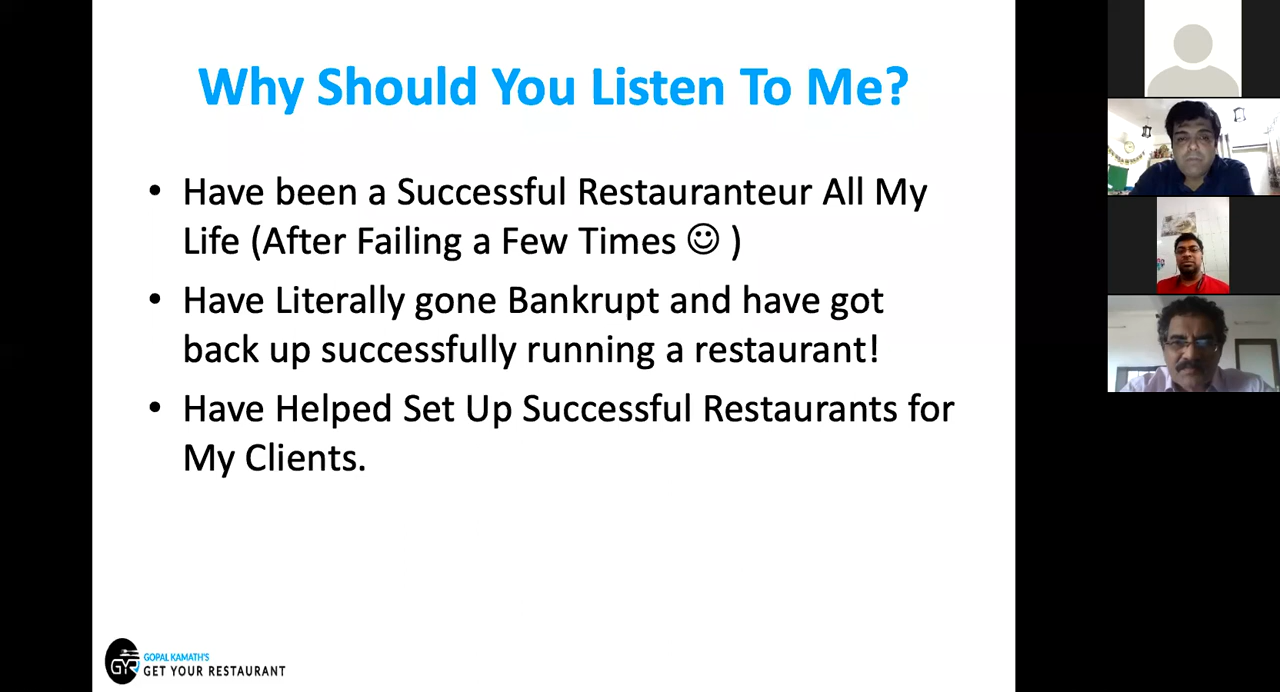 Why Should You Listen To Me?
• Have been a Successful Restauranteur All My
Life (After Failing a Few Times ☺ )
• Have Literally gone Bankrupt and have got
back up successfully running a restaurant!
• Have Helped Set Up Successful Restaurants for
My Clients.
GYR
GOPAL KAMATH'S
GET YOUR RESTAURANT